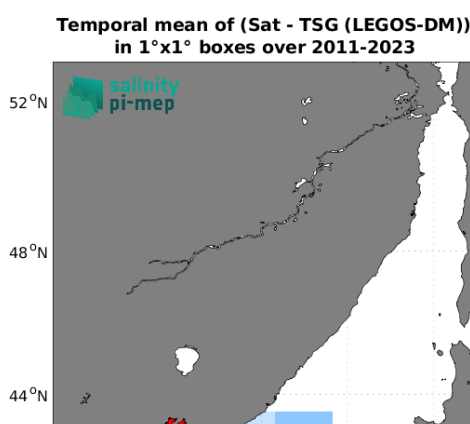 Temporal mean of (Sat - TSG (LEGOS-DM))
in 1°x1° boxes over 2011-2023
salinity
pi-mep
52°N
48°N
44°N